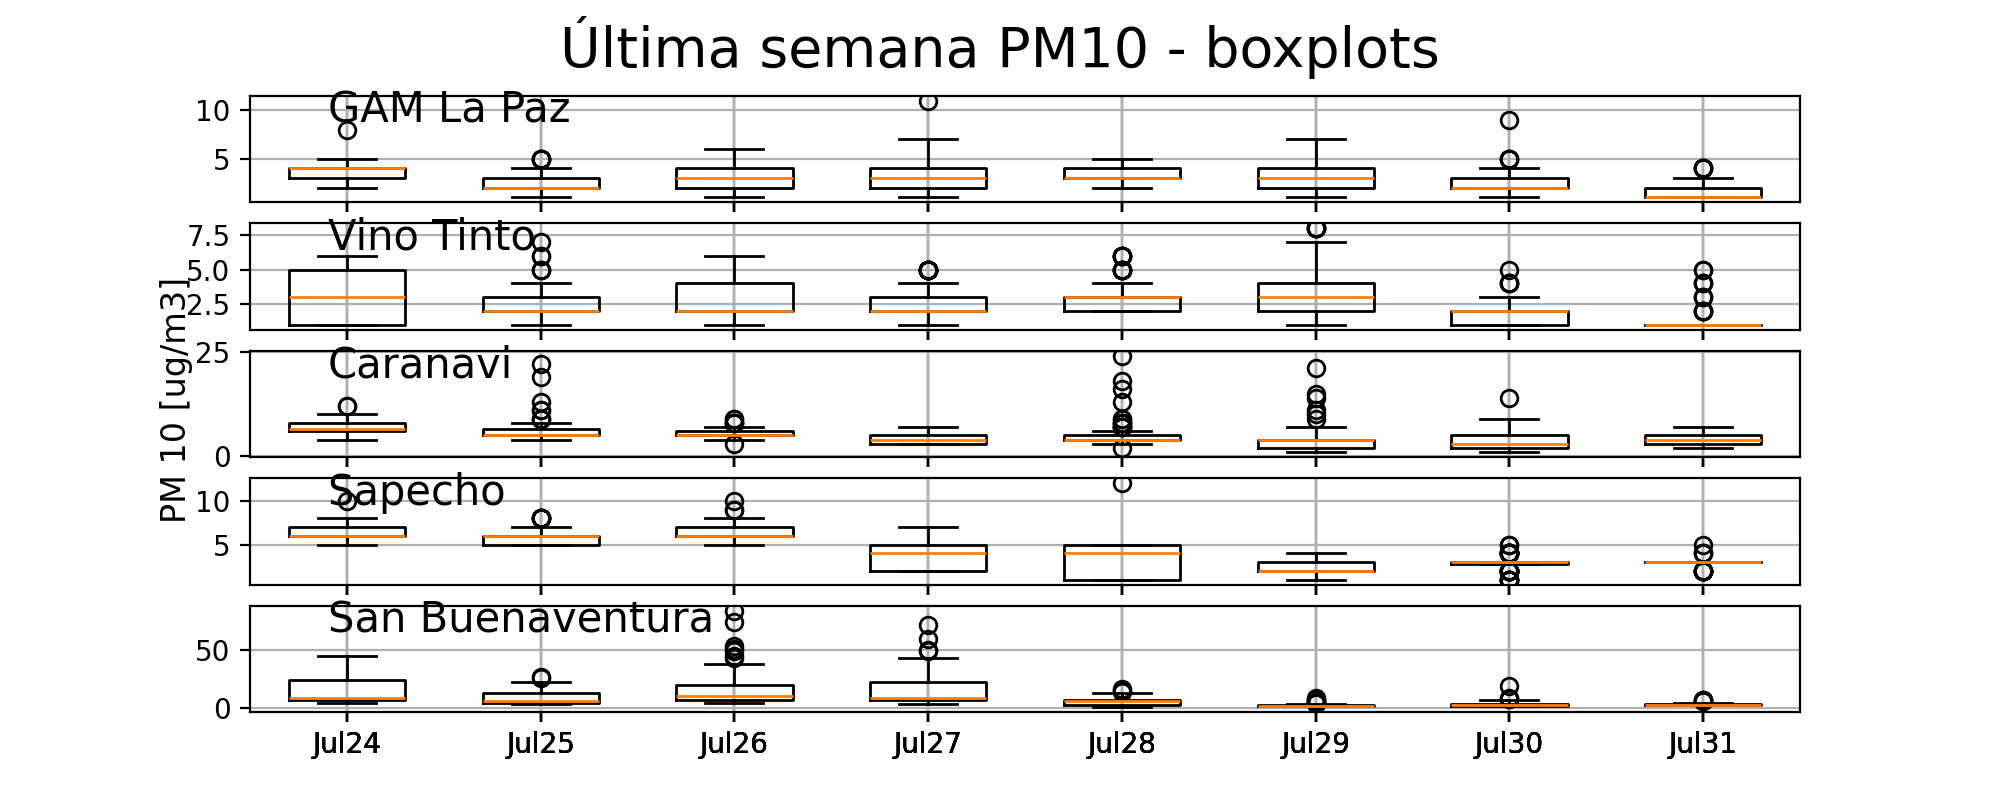 Última semana PM10 - boxplots
PM 10 [ug/m3]
GAM La Paz
10
5
Vino Tinto
7.5
5.0
2.5
Caranavi
25
0
Sapecho
10
5
San Buenaventura
50
0
Jul24 Jul25 Jul26 Jul27 Jul28 Jul29 Jul30 Jul31